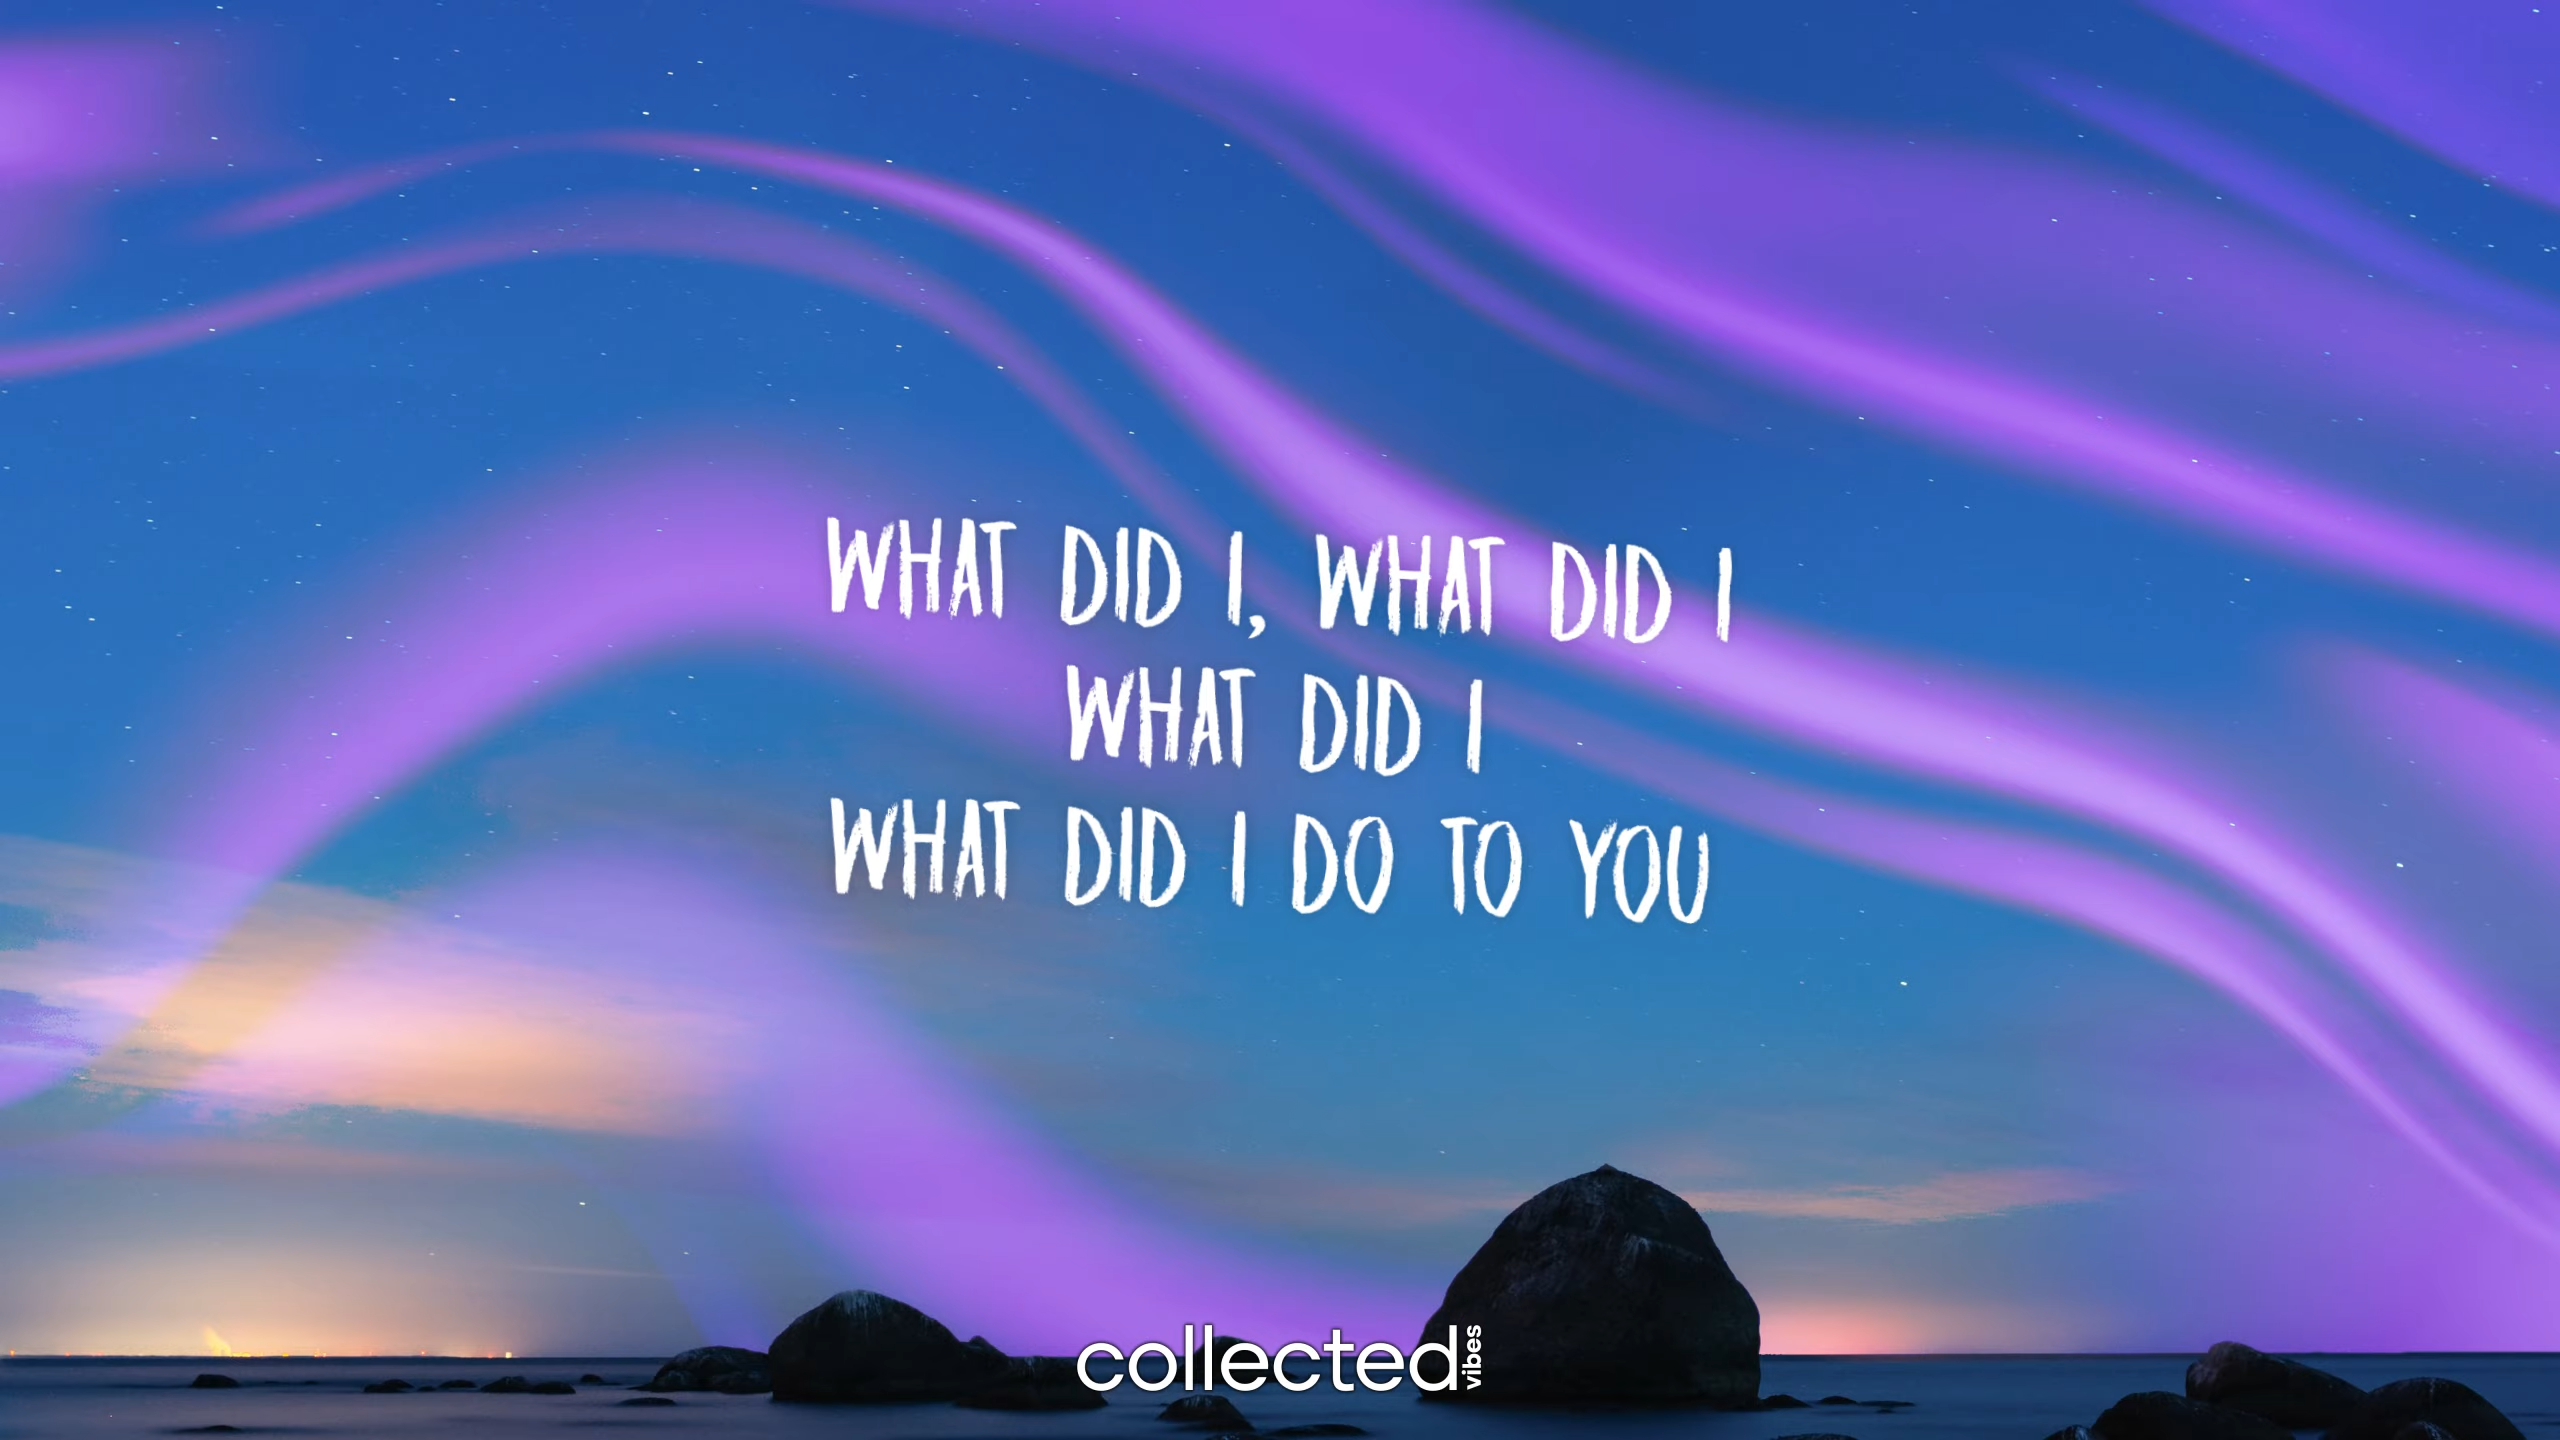 WHAT DID I, WHAT DID I
WHAT DID I
WHAT DID I DO TO YOU
collected vibes